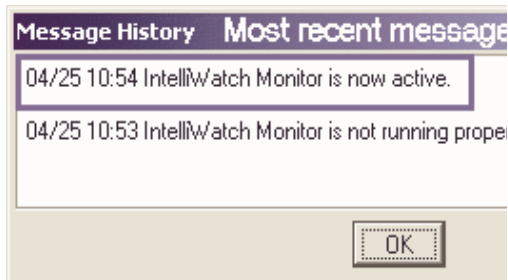 Message History Most recent message
04/25 10:54 IntelliWatch Monitor is now active.
04/25 10:53 IntelliWatch Monitor is not running proper
OK